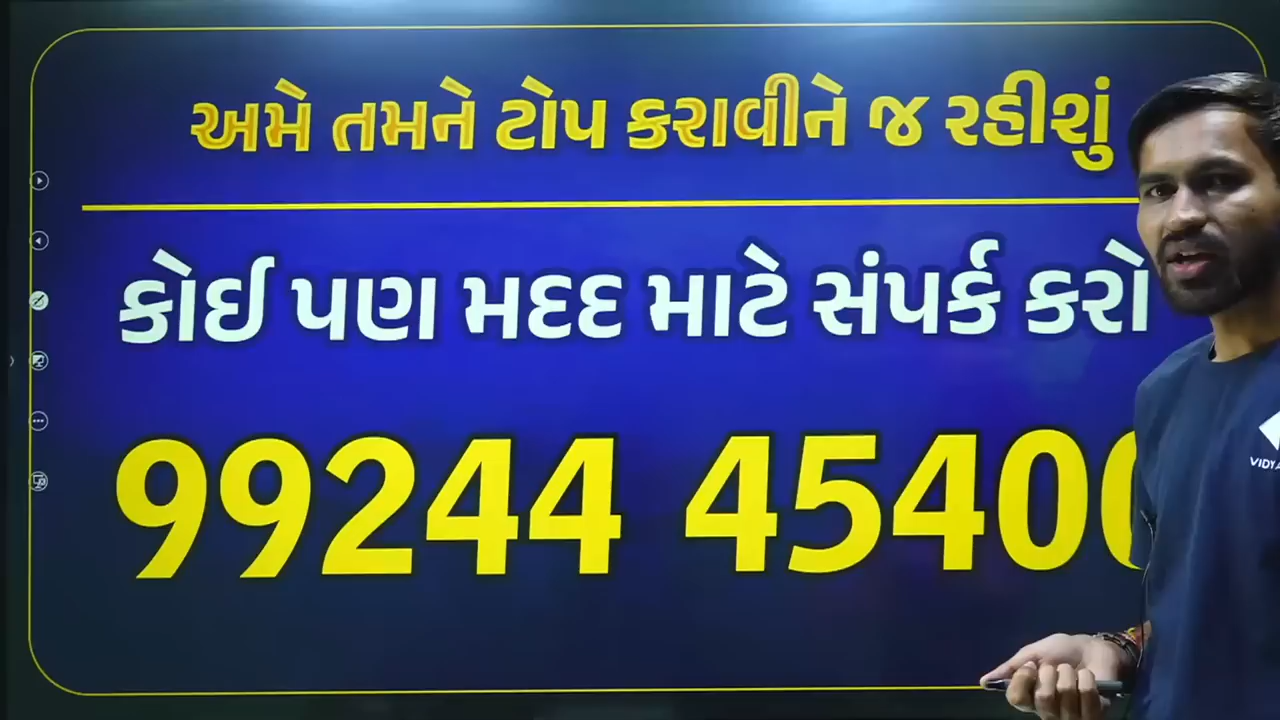 અમે તમને ટોપ કરાવીને જ રહીશું
કોઈ પણ મદદ માટે સંપર્ક કરો
99244 4540